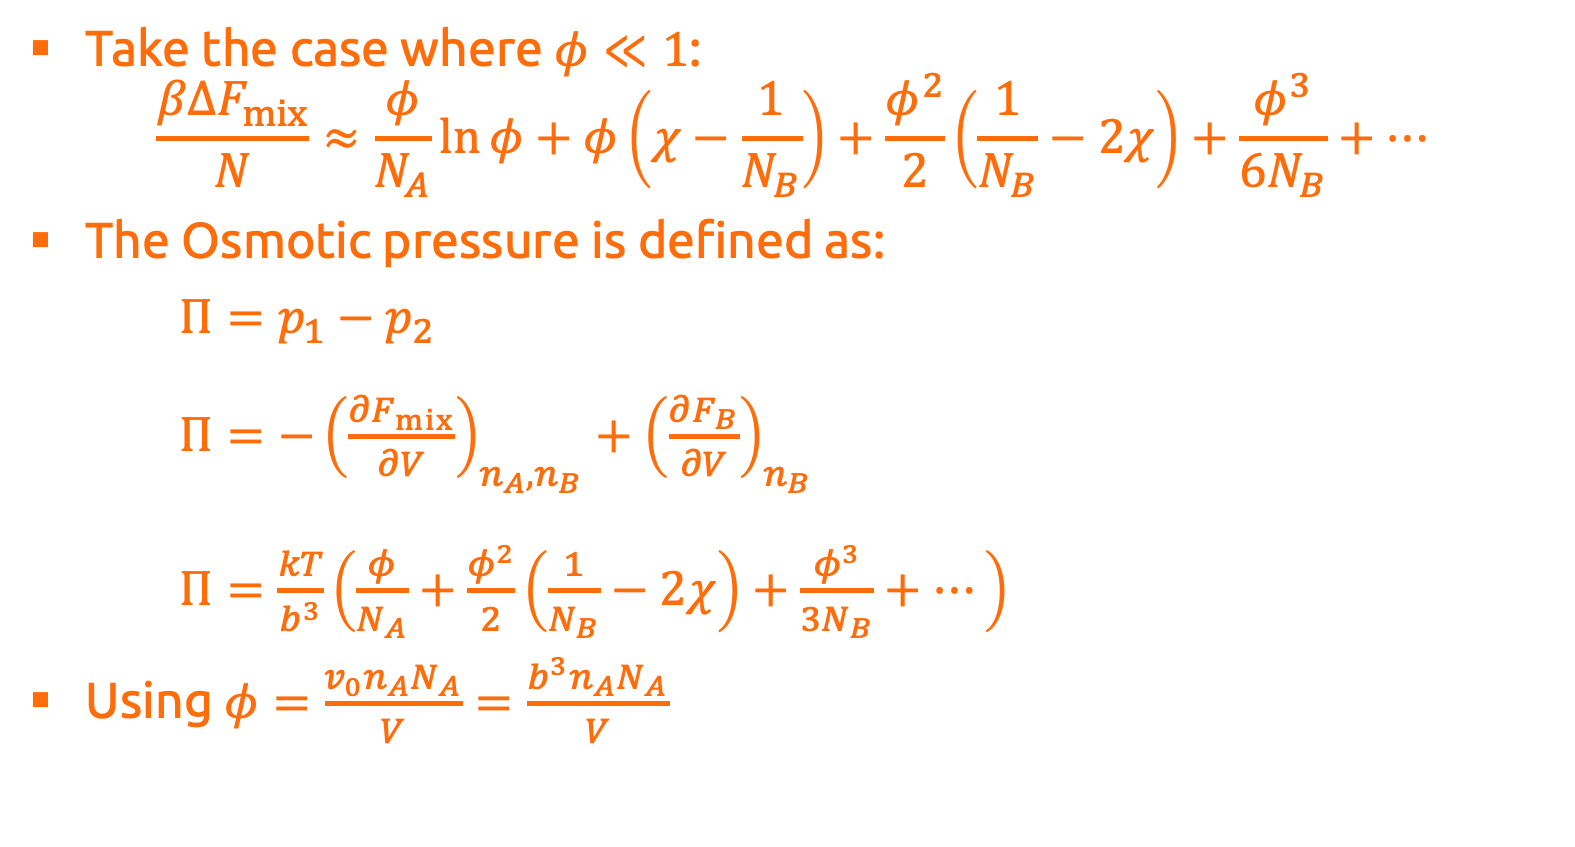 ▪ Take the case where ϕ ≪ 1:
βΔF_mix/N ≈ ϕ/N_A ln ϕ + ϕ (χ − 1/N_B) + ϕ²/2 (1/N_B − 2χ) + ϕ³/6N_B + ⋯
▪ The Osmotic pressure is defined as:
Π = p₁ − p₂
Π = − (∂F_mix/∂V)_{n_A,n_B} + (∂F_B/∂V)_{n_B}
Π = kT/b³ (ϕ/N_A + ϕ²/2 (1/N_B − 2χ) + ϕ³/3N_B + ⋯)
▪ Using ϕ = v₀n_AN_A/V = b³n_AN_A/V